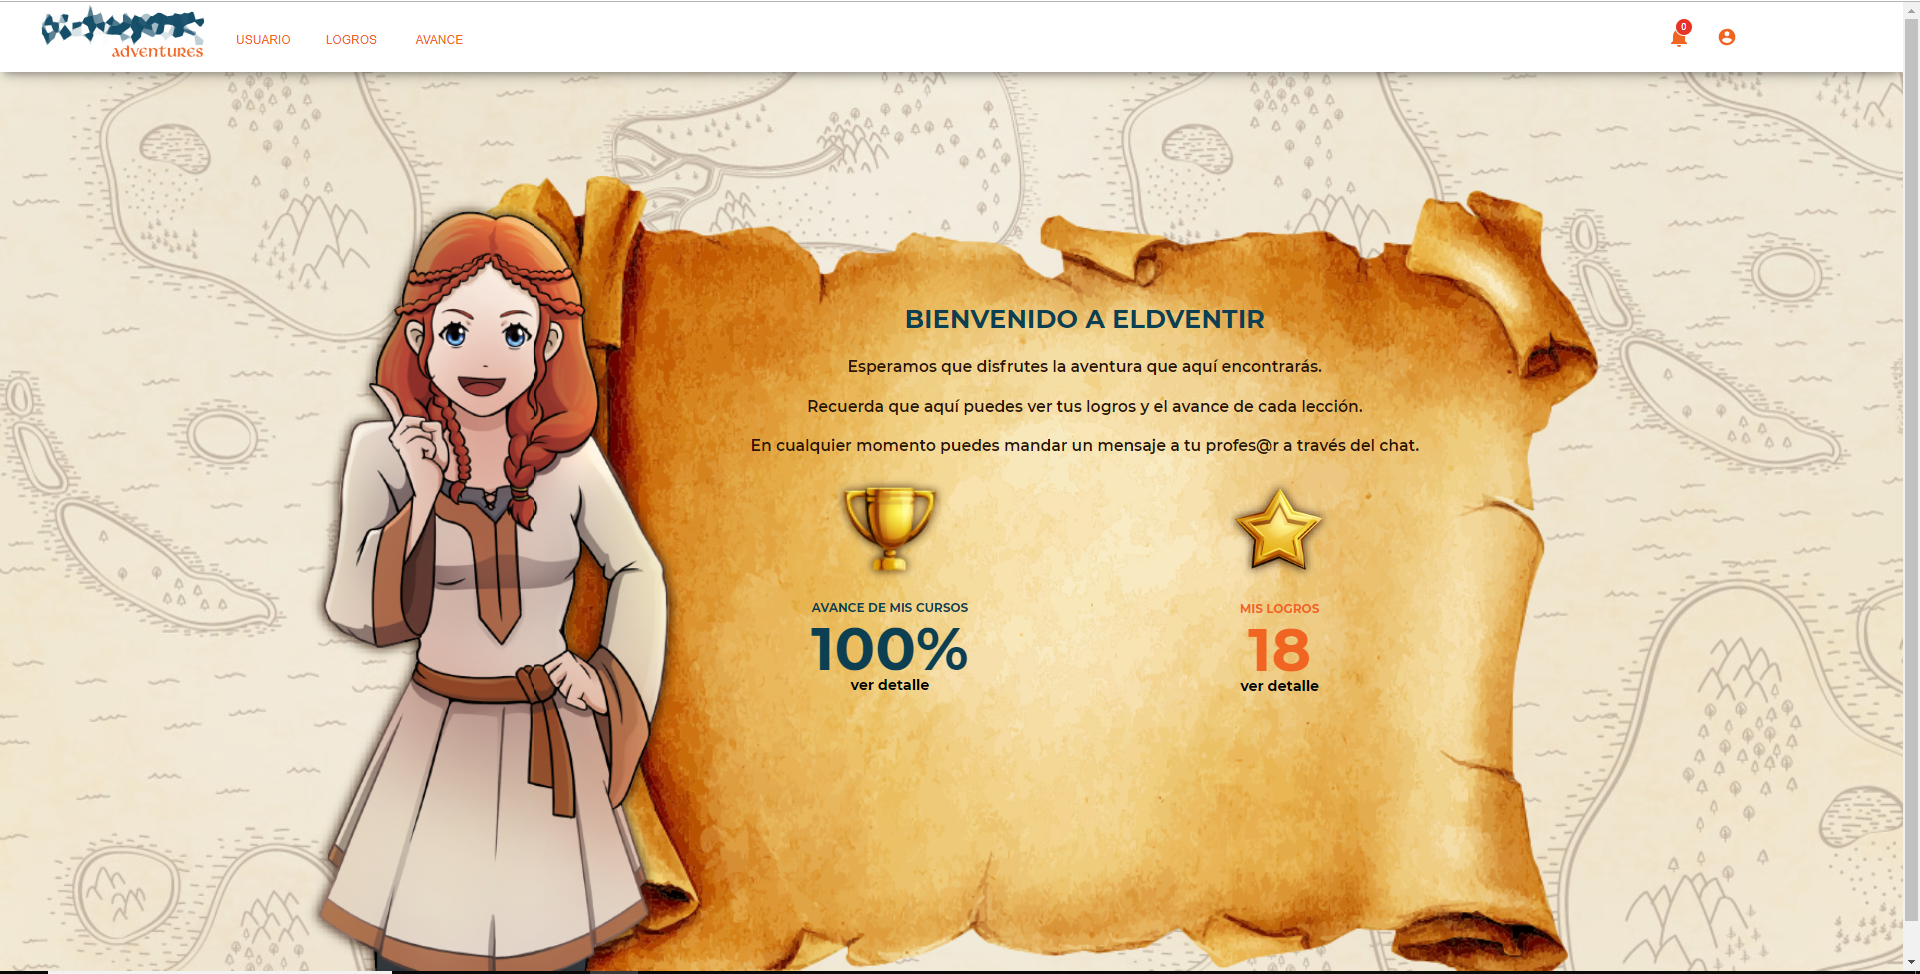 adventures
USUARIO
LOGROS
AVANCE
0
BIENVENIDO A ELDVENTIR
Esperamos que disfrutes la aventura que aquí encontrarás.
Recuerda que aquí puedes ver tus logros y el avance de cada lección.
En cualquier momento puedes mandar un mensaje a tu profes@r a través del chat.
AVANCE DE MIS CURSOS
100%
ver detalle
MIS LOGROS
18
ver detalle